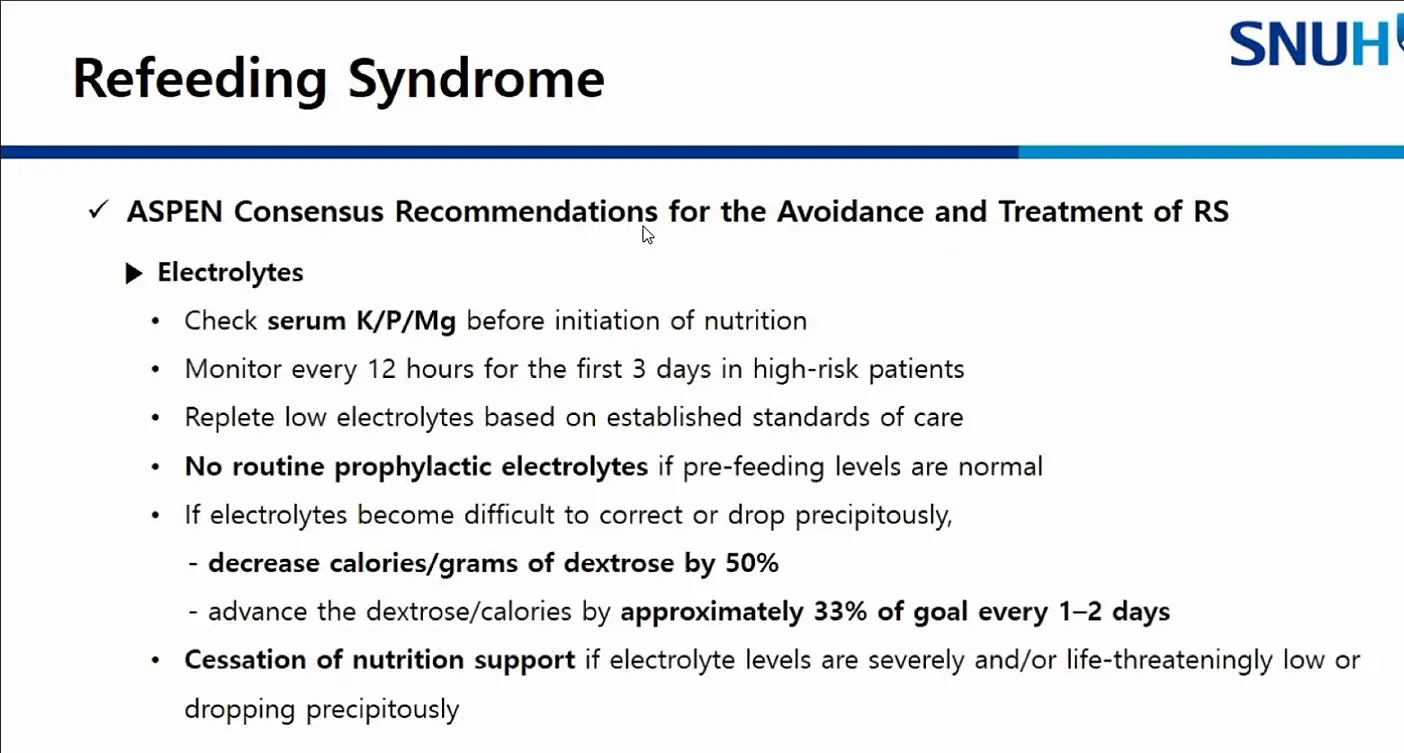 SNUH
Refeeding Syndrome
✓ ASPEN Consensus Recommendations for the Avoidance and Treatment of RS
▶ Electrolytes
• Check serum K/P/Mg before initiation of nutrition
• Monitor every 12 hours for the first 3 days in high-risk patients
• Replete low electrolytes based on established standards of care
• No routine prophylactic electrolytes if pre-feeding levels are normal
• If electrolytes become difficult to correct or drop precipitously,
- decrease calories/grams of dextrose by 50%
- advance the dextrose/calories by approximately 33% of goal every 1–2 days
• Cessation of nutrition support if electrolyte levels are severely and/or life-threateningly low or
dropping precipitously